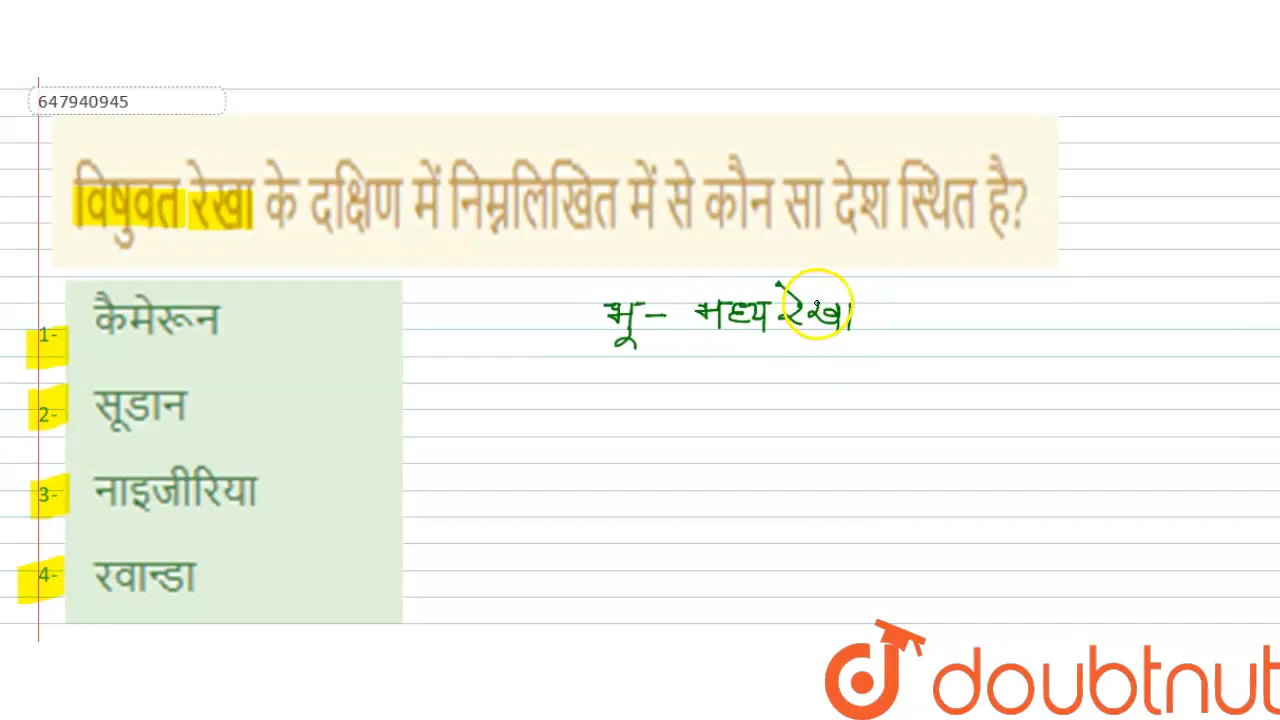 647940945
विषुवत रेखा के दक्षिण में निम्नलिखित में से कौन सा देश स्थित है?
1- कैमेरून
भू- मध्य रेखा
2- सूडान
3- नाइजीरिया
4- रवान्डा
doubtnut